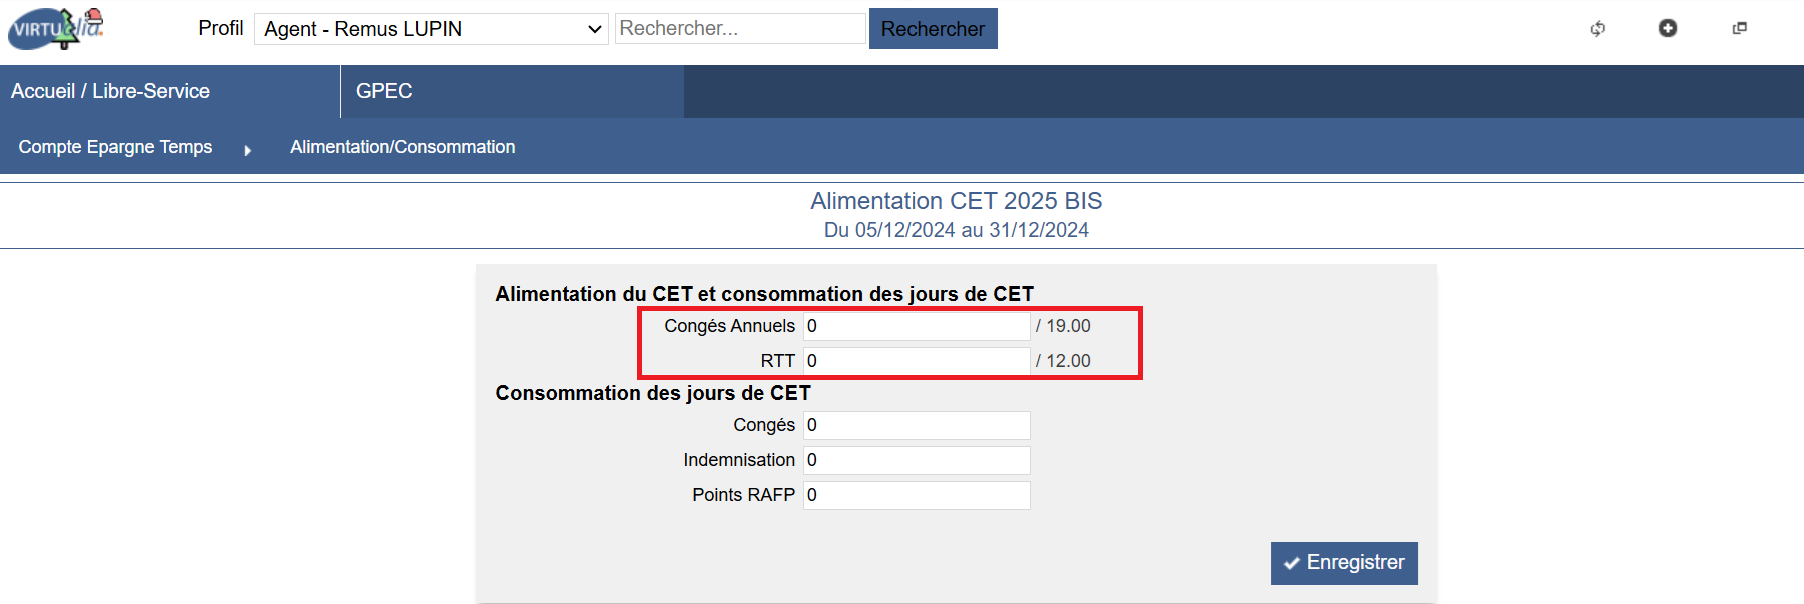 VIRTUalia.
Profil Agent - Remus LUPIN Rechercher... Rechercher
Accueil / Libre-Service GPEC
Compte Epargne Temps Alimentation/Consommation
Alimentation CET 2025 BIS
Du 05/12/2024 au 31/12/2024
Alimentation du CET et consommation des jours de CET
Congés Annuels 0 / 19.00
RTT 0 / 12.00
Consommation des jours de CET
Congés 0
Indemnisation 0
Points RAFP 0
Enregistrer